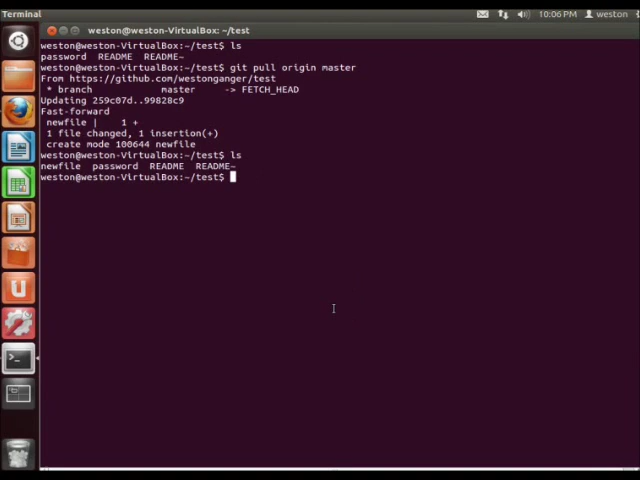 Terminal
10:06 PM weston
weston@weston-VirtualBox: ~/test
weston@weston-VirtualBox:~/test$ ls
password  README  README~
weston@weston-VirtualBox:~/test$ git pull origin master
From https://github.com/westonganger/test
 * branch            master     -> FETCH_HEAD
Updating 259c07d..99828c9
Fast-forward
 newfile |    1 +
 1 file changed, 1 insertion(+)
 create mode 100644 newfile
weston@weston-VirtualBox:~/test$ ls
newfile  password  README  README~
weston@weston-VirtualBox:~/test$